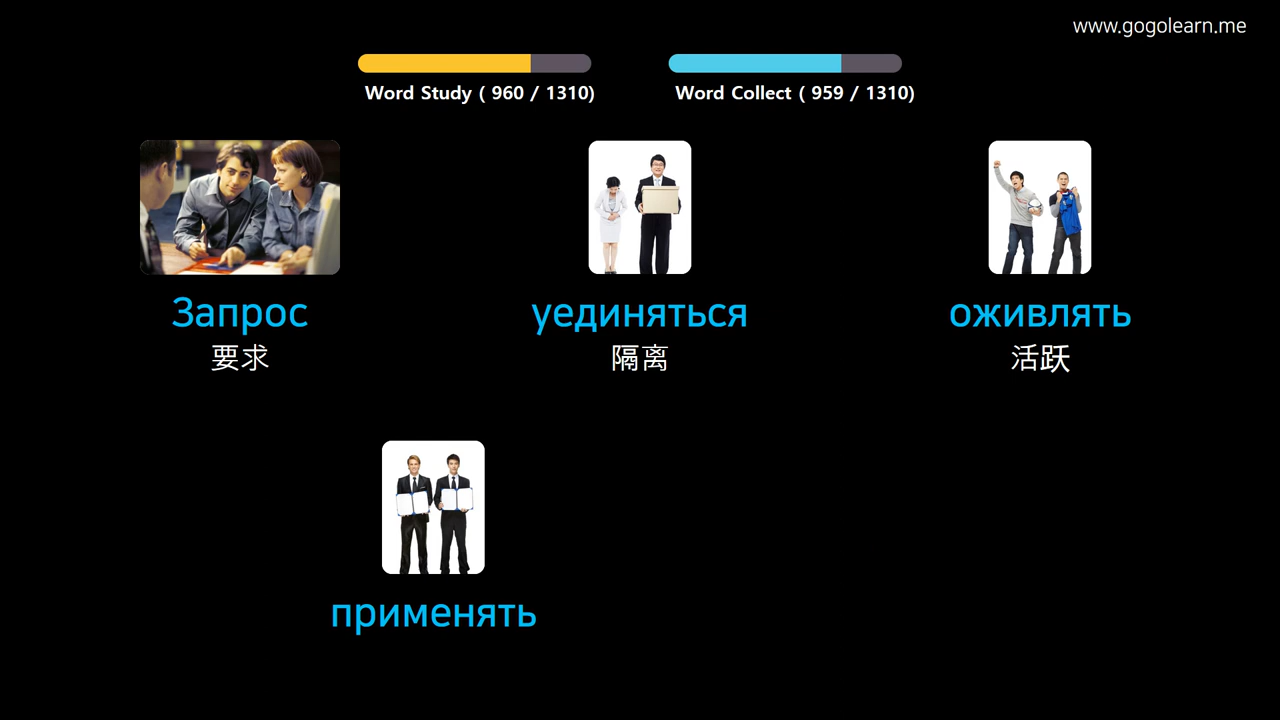 www.gogolearn.me
Word Study ( 960 / 1310)
Word Collect ( 959 / 1310)
Запрос
要求
уединяться
隔离
оживлять
活跃
применять